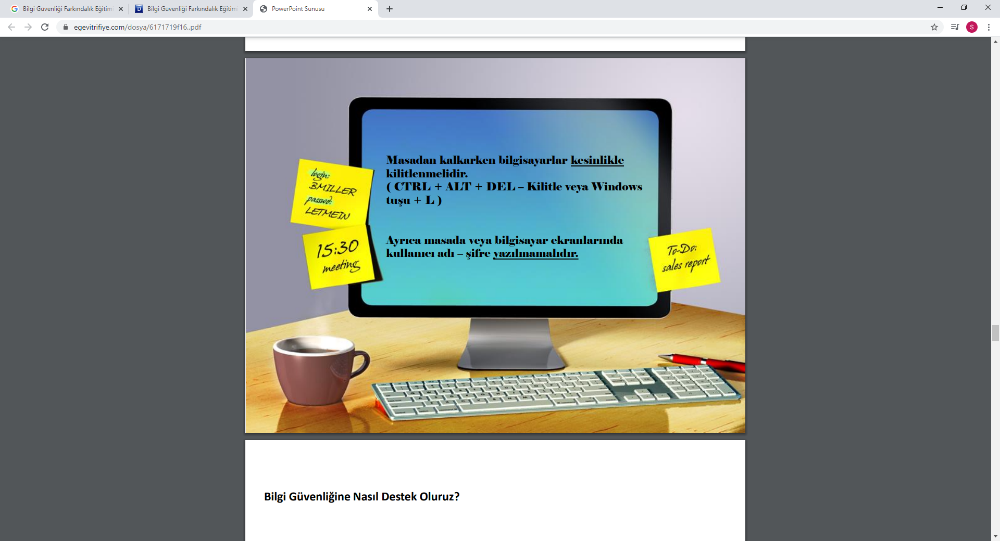 Bilgi Güvenliği Farkındalık Eğitimi
Bilgi Güvenliği Farkındalık Eğitimi
PowerPoint Sunusu
egevitrifiye.com/dosya/6171719f16..pdf
S
Masadan kalkarken bilgisayarlar kesinlikle
kilitlenmelidir.
( CTRL + ALT + DEL – Kilitle veya Windows
tuşu + L )
Ayrıca masada veya bilgisayar ekranlarında
kullanıcı adı – şifre yazılmamalıdır.
login:
BMILLER
passwd:
LETMEIN
15:30
meeting
To-Do:
sales report
Bilgi Güvenliğine Nasıl Destek Oluruz?